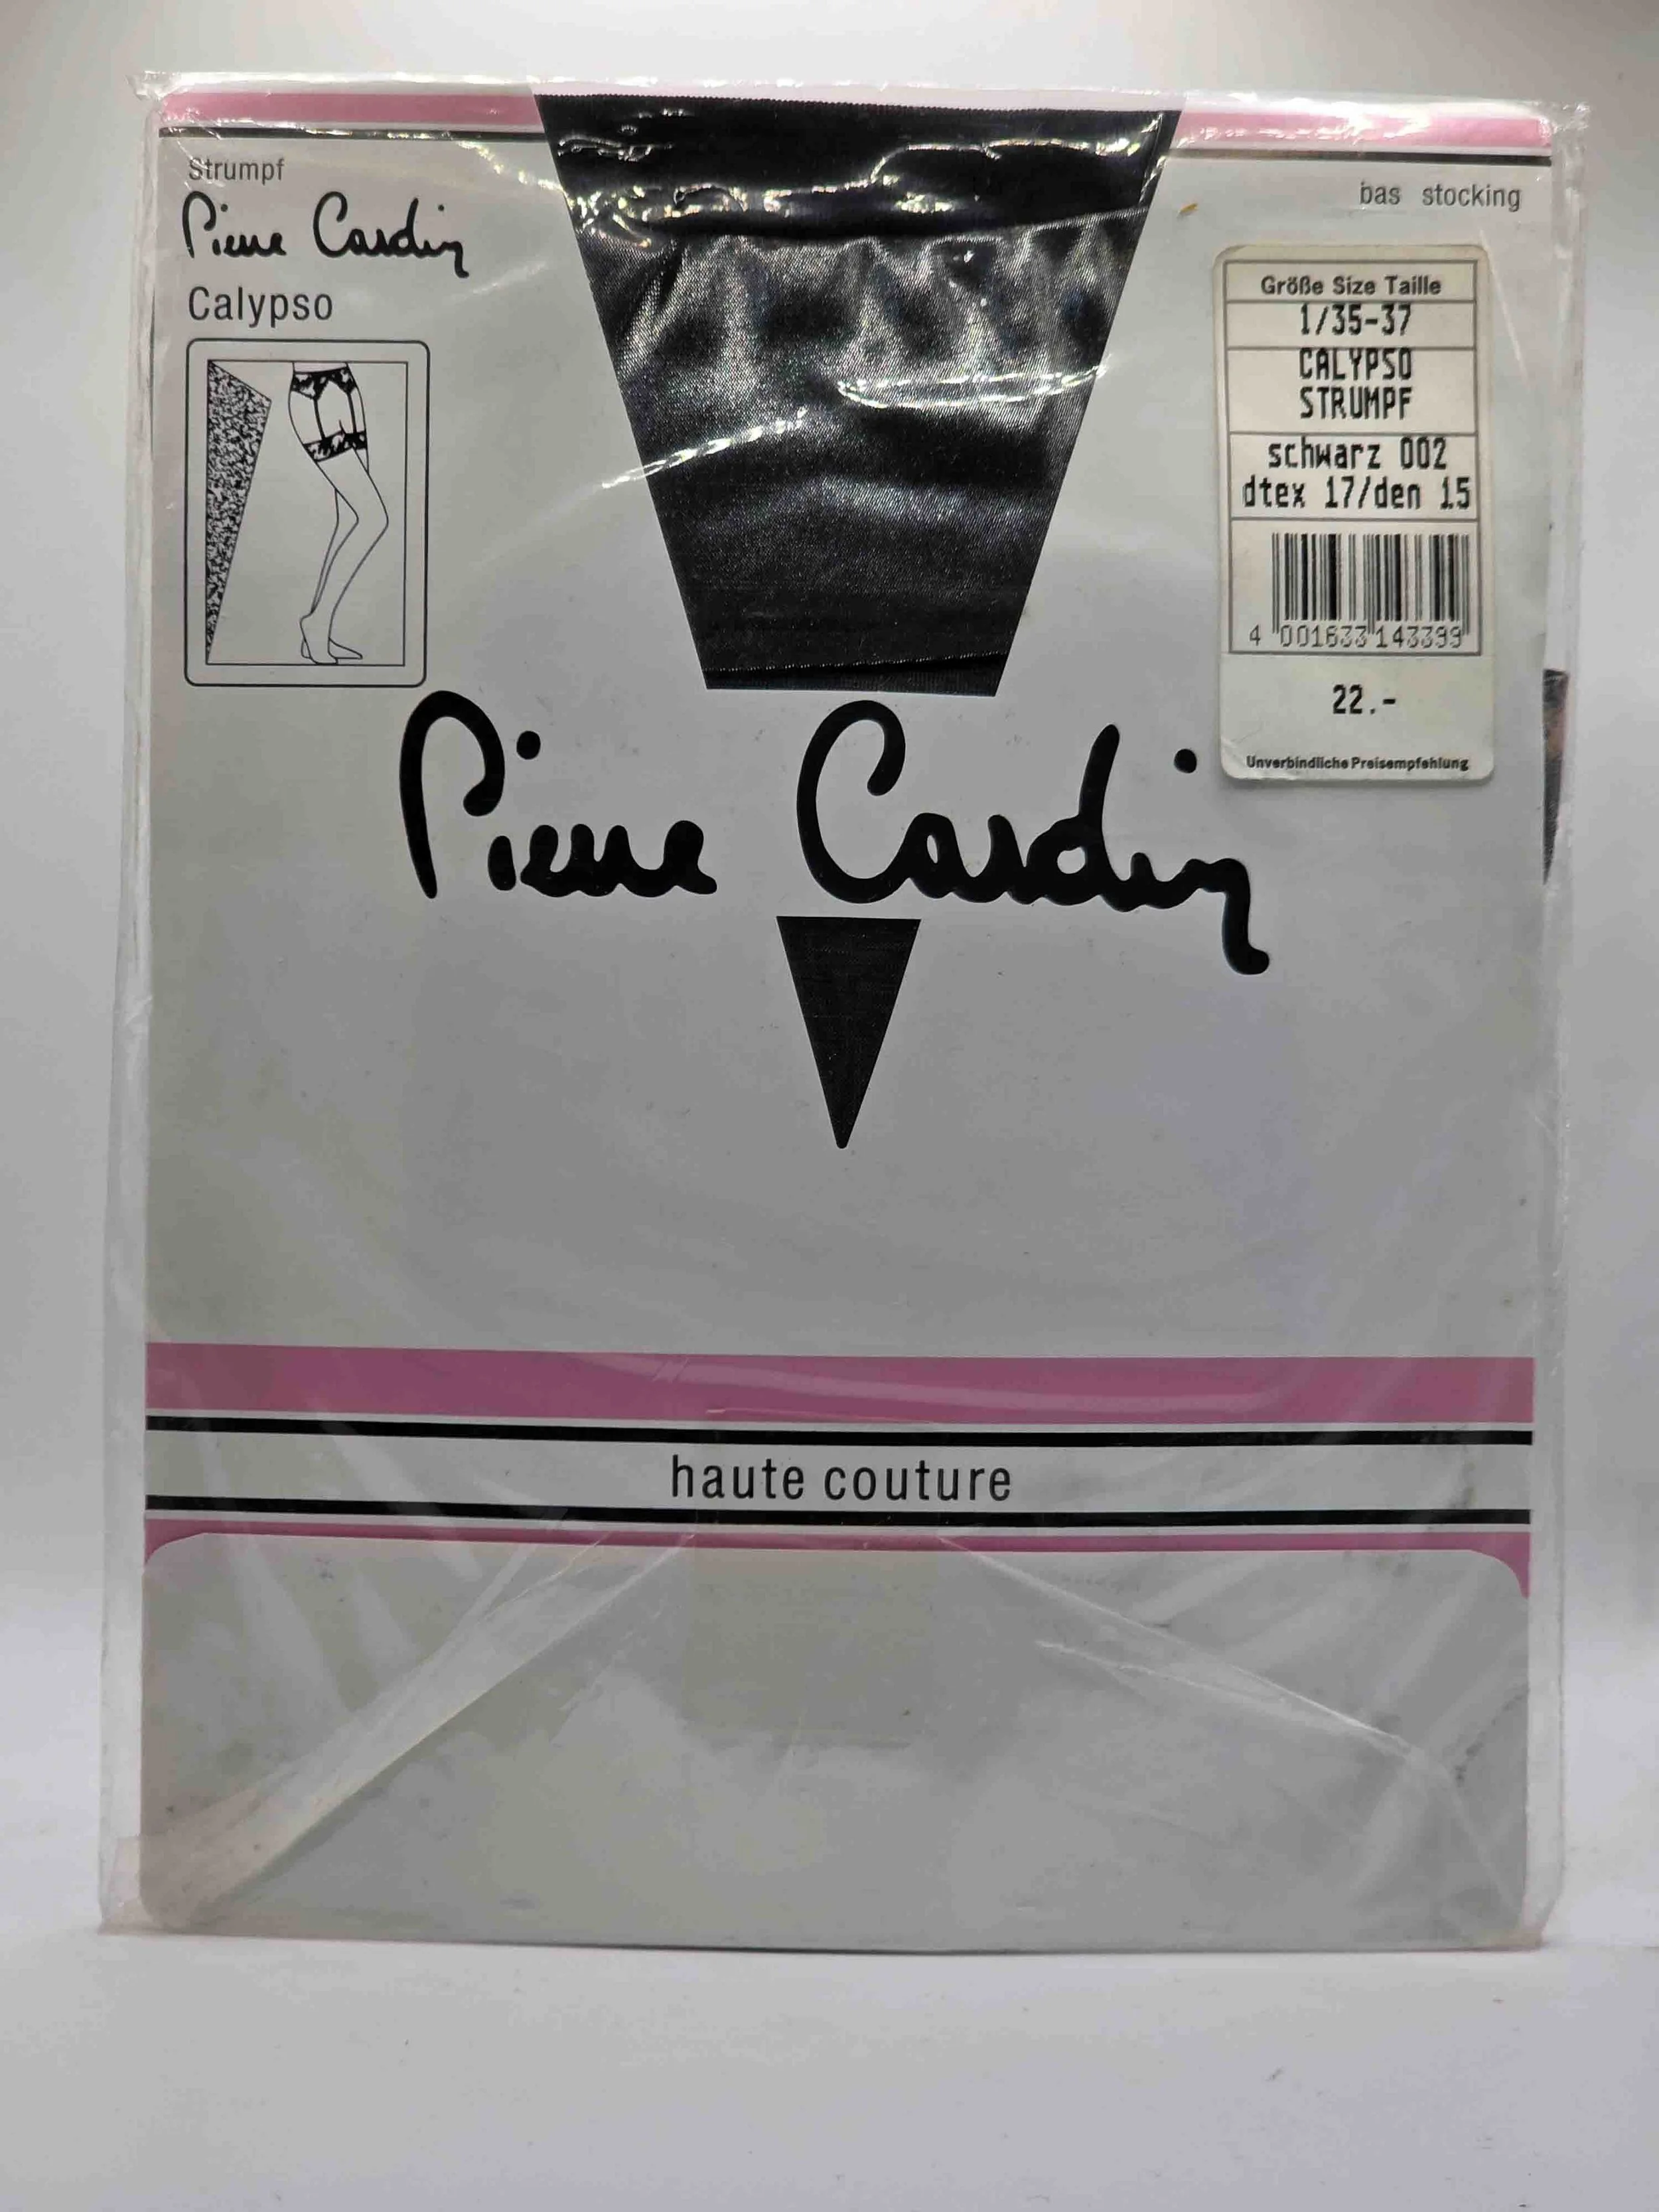 Strumpf
Pierre Cardin
Calypso
bas stocking
Größe Size Taille
1/35-37
CALYPSO
STRUMPF
schwarz 002
dtex 17/den 15
4 001633 143399
22.-
Unverbindliche Preisempfehlung
Pierre Cardin
haute couture